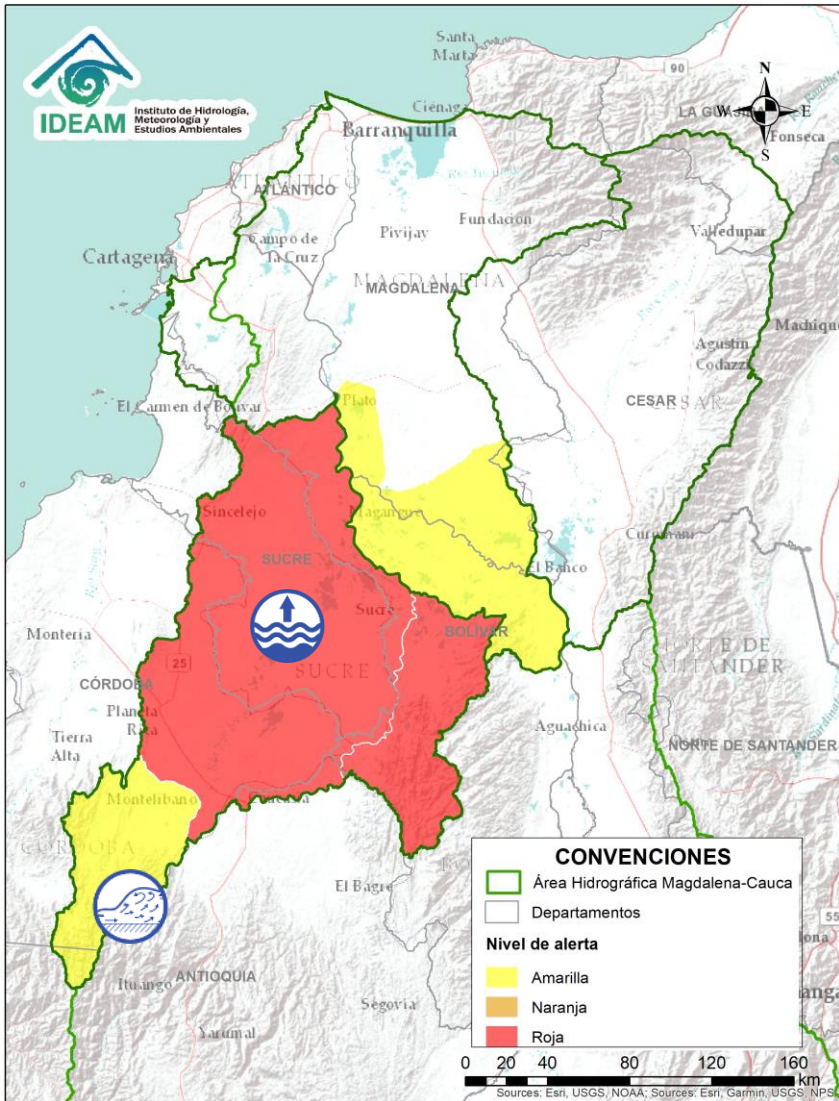 IDEAM
Instituto de Hidrología,
Meteorología y
Estudios Ambientales
Santa
Marta
90
N
W
E
S
Ciénaga
Barranquilla
Fonseca
ATLÁNTICO
Fundación
Pivijay
Valledupar
Campo de
la Cruz
Cartagena
MAGDALENA
MAGDALENA
Machique
Agustín
Codazzi
El Carmen de Bolívar
Plato
CESAR
CESAR
Sincelejo
Magangué
Curumaní
SUCRE
El Banco
Sucre
BOLÍVAR
Montería
25
SUCRE
NORTE DE
SANTANDER
CÓRDOBA
Planeta
Rica
Tierra
Alta
Aguachica
NORTE DE SANTANDER
Montelíbano
Caucasia
CÓRDOBA
El Bagre
Ituango
ANTIOQUIA
Segovia
Yarumal
CONVENCIONES
Área Hidrográfica Magdalena-Cauca
Departamentos
Nivel de alerta
Amarilla
Naranja
Roja
55
0 20 40 80 120 160
km
Sources: Esri, USGS, NOAA; Sources: Esri, Garmin, USGS, NPS